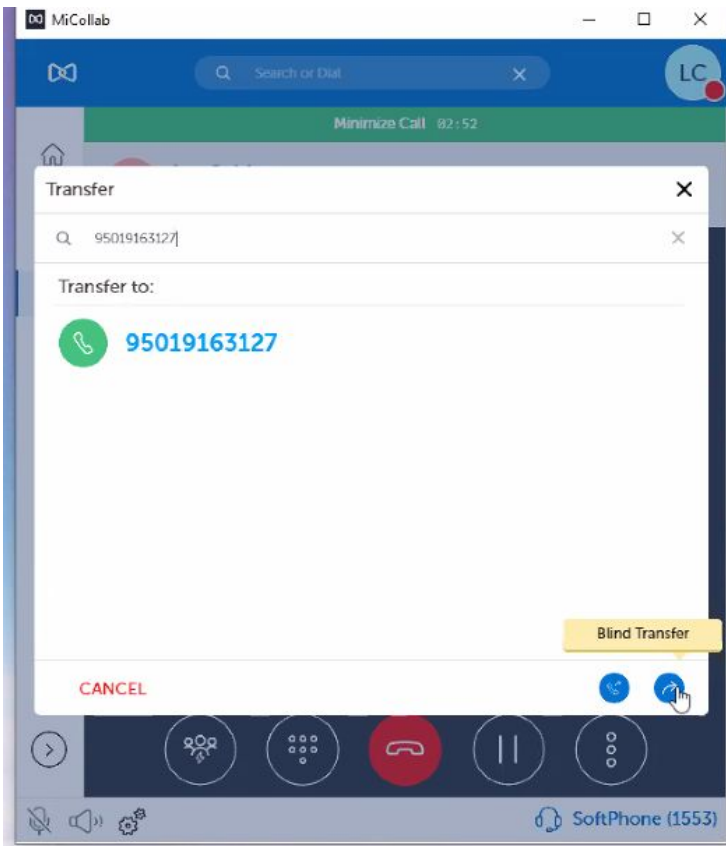 MiCollab
Search or Dial
LC
Minimize Call 02:52
Transfer
95019163127
Transfer to:
95019163127
Blind Transfer
CANCEL
SoftPhone (1553)